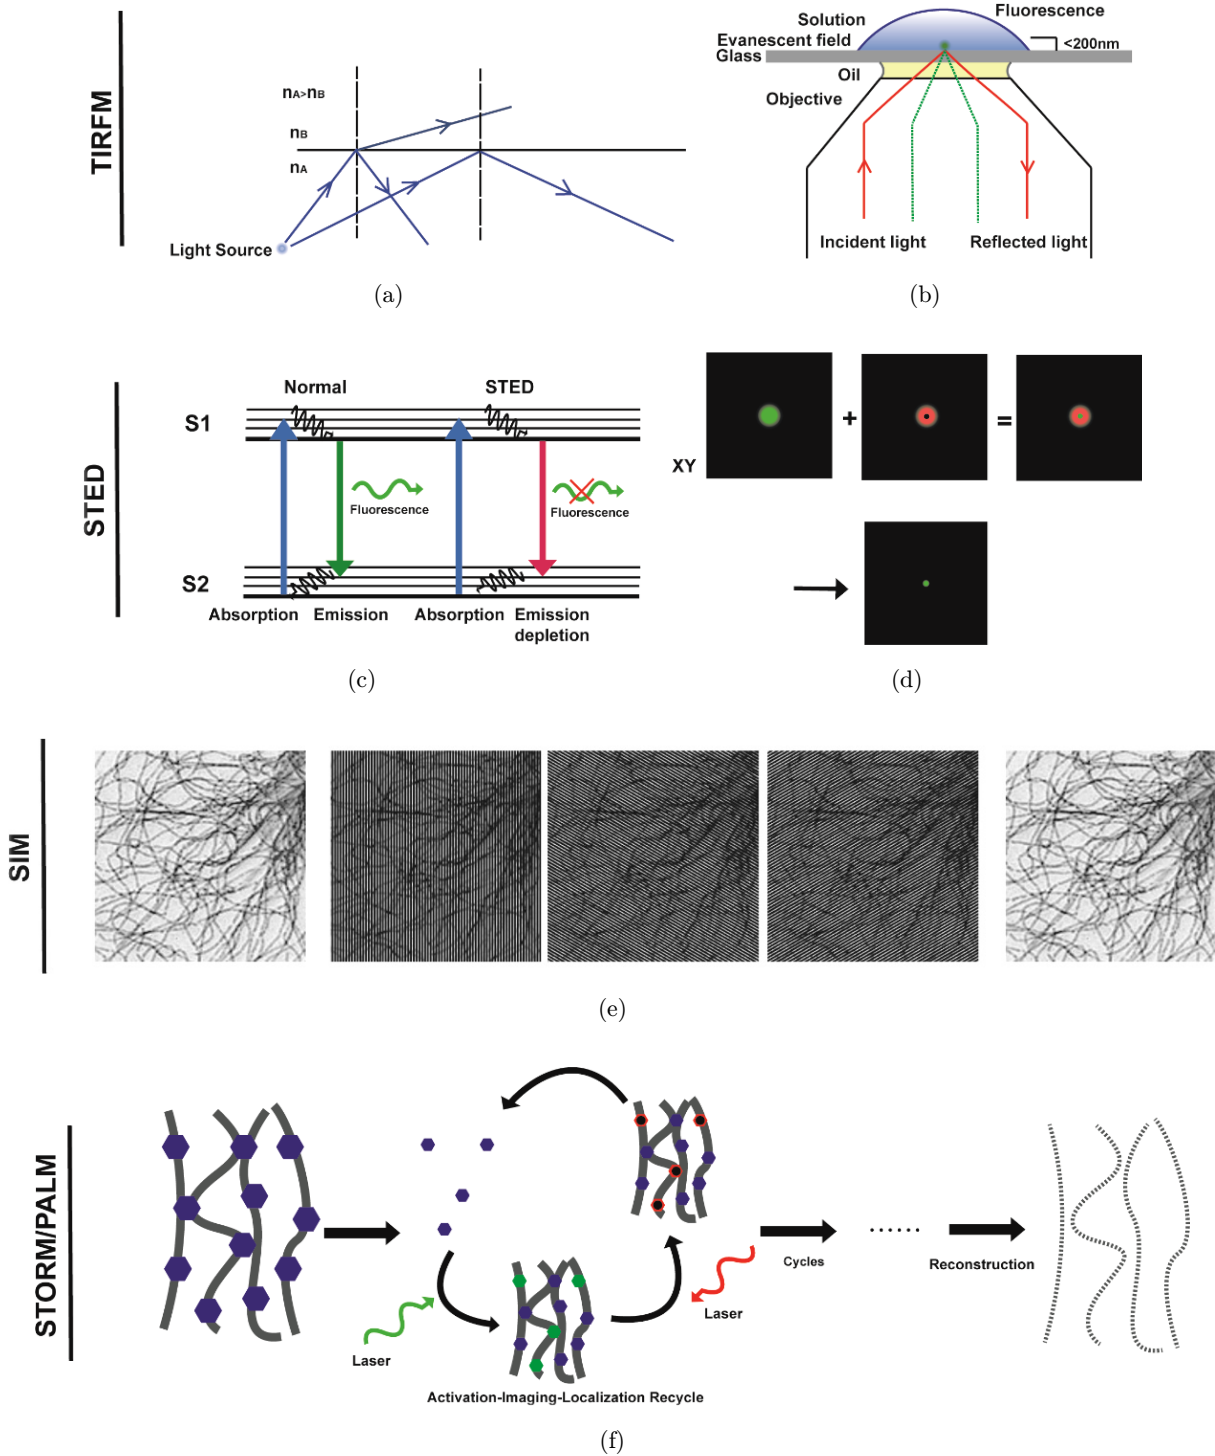 TIRFM
nA>nB
nB
nA
Light Source
(a)
Solution
Fluorescence
Evanescent field
<200nm
Glass
Oil
Objective
Incident light
Reflected light
(b)
STED
Normal
STED
S1
Fluorescence
Fluorescence
S2
Absorption
Emission
Absorption
Emission
depletion
(c)
XY
+
=
(d)
SIM
(e)
STORM/PALM
Laser
Laser
Activation-Imaging-Localization Recycle
Cycles
......
Reconstruction
(f)